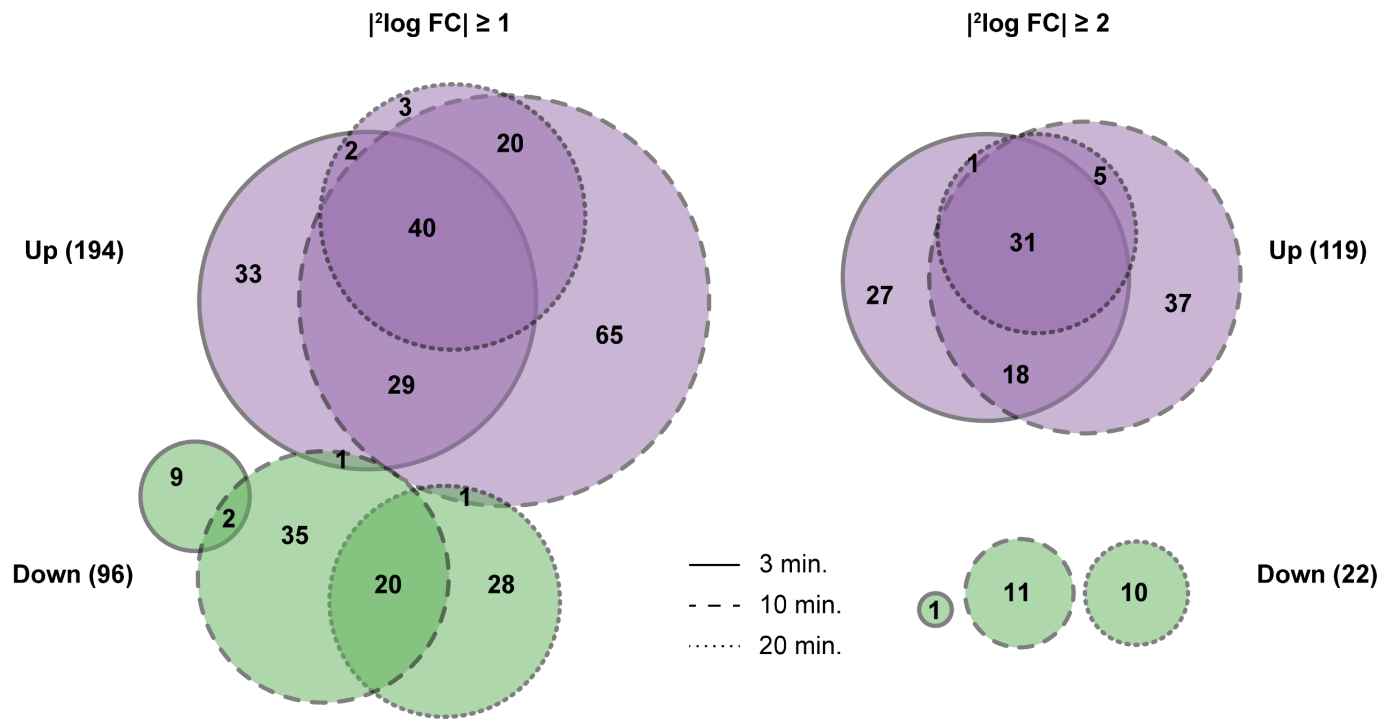 |²log FC| ≥ 1
|²log FC| ≥ 2
3
2
20
1
5
40
31
Up (194)
Up (119)
33
27
37
65
29
18
1
9
1
2
35
3 min.
Down (96)
20
28
10 min.
1
11
10
Down (22)
20 min.